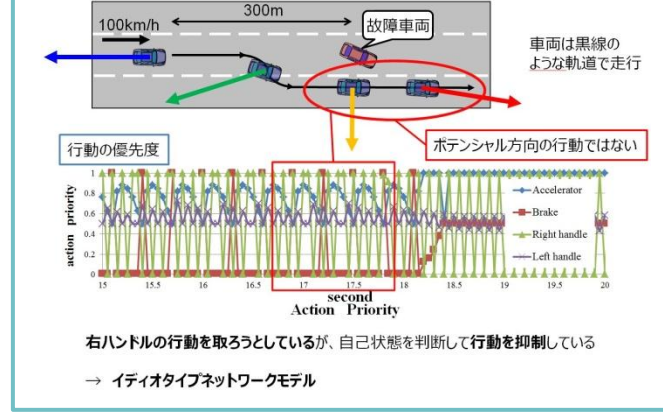 300m
100km/h
故障車両
車両は黒線の
ような軌道で走行
行動の優先度
ポテンシャル方向の行動ではない
action priority
1
0.8
0.6
0.4
0.2
0
Accelerator
Brake
Right handle
Left handle
15 15.5 16 16.5 17 17.5 18 18.5 19 19.5 20
second
Action Priority
右ハンドルの行動を取ろうとしているが、自己状態を判断して行動を抑制している
→ イディオタイプネットワークモデル